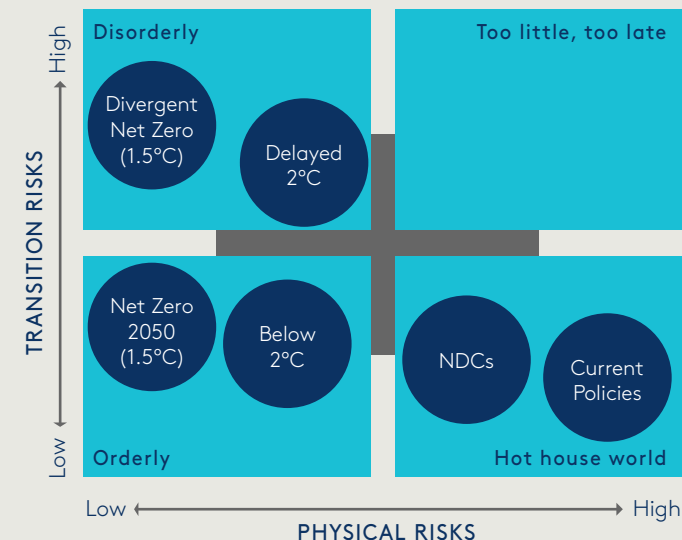 High
Disorderly
Too little, too late
Divergent
Net Zero
(1.5°C)
Delayed
2°C
TRANSITION RISKS
Net Zero
2050
(1.5°C)
Below
2°C
NDCs
Current
Policies
Low
Orderly
Hot house world
Low
High
PHYSICAL RISKS